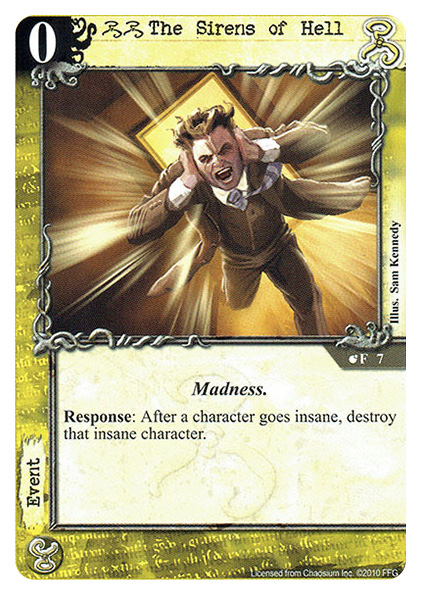 0
The Sirens of Hell
Illus. Sam Kennedy
F 7
Madness.
Response: After a character goes insane, destroy
that insane character.
Event
Licensed from Chaosium Inc. ©2010 FFG